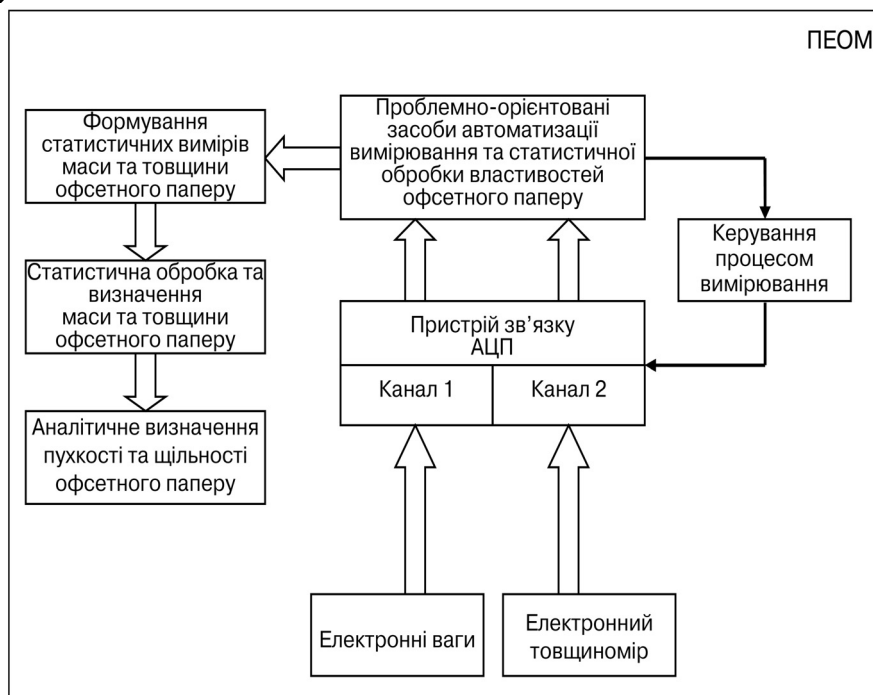 ПЕОМ
Формування
статистичних вимірів
маси та товщини
офсетного паперу
Проблемно-орієнтовані
засоби автоматизації
вимірювання та статистичної
обробки властивостей
офсетного паперу
Керування
процесом
вимірювання
Статистична обробка та
визначення
маси та товщини
офсетного паперу
Пристрій зв’язку
АЦП
Канал 1
Канал 2
Аналітичне визначення
пухкості та щільності
офсетного паперу
Електронні ваги
Електронний
товщиномір